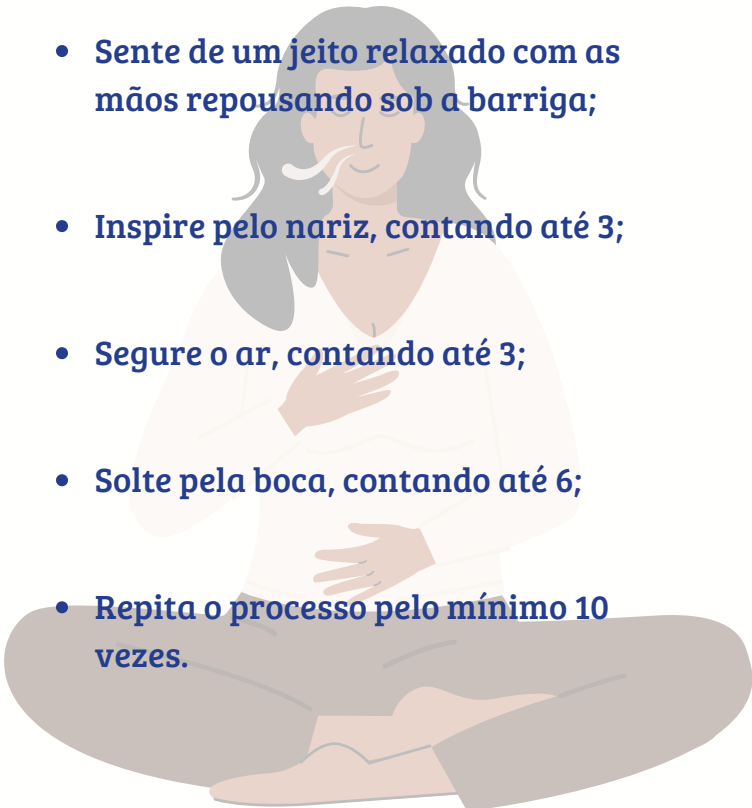 • Sente de um jeito relaxado com as
mãos repousando sob a barriga;
• Inspire pelo nariz, contando até 3;
• Segure o ar, contando até 3;
• Solte pela boca, contando até 6;
• Repita o processo pelo mínimo 10
vezes.